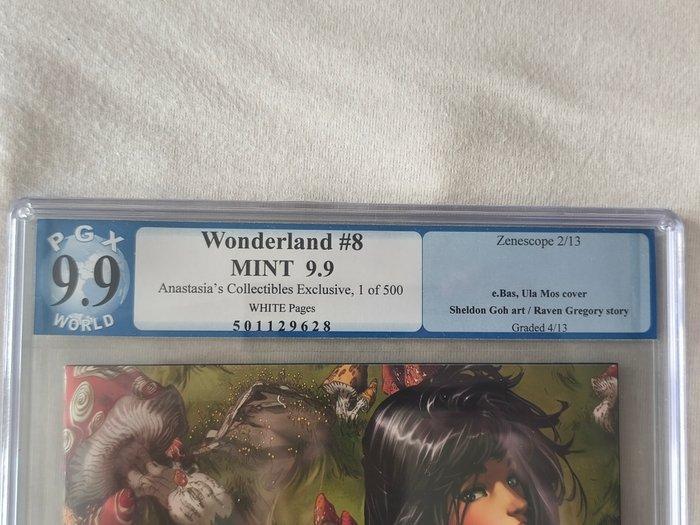 PGX
9.9
WORLD
Wonderland #8
MINT 9.9
Anastasia's Collectibles Exclusive, 1 of 500
WHITE Pages
501129628
Zenescope 2/13
e.Bas, Ula Mos cover
Sheldon Goh art / Raven Gregory story
Graded 4/13